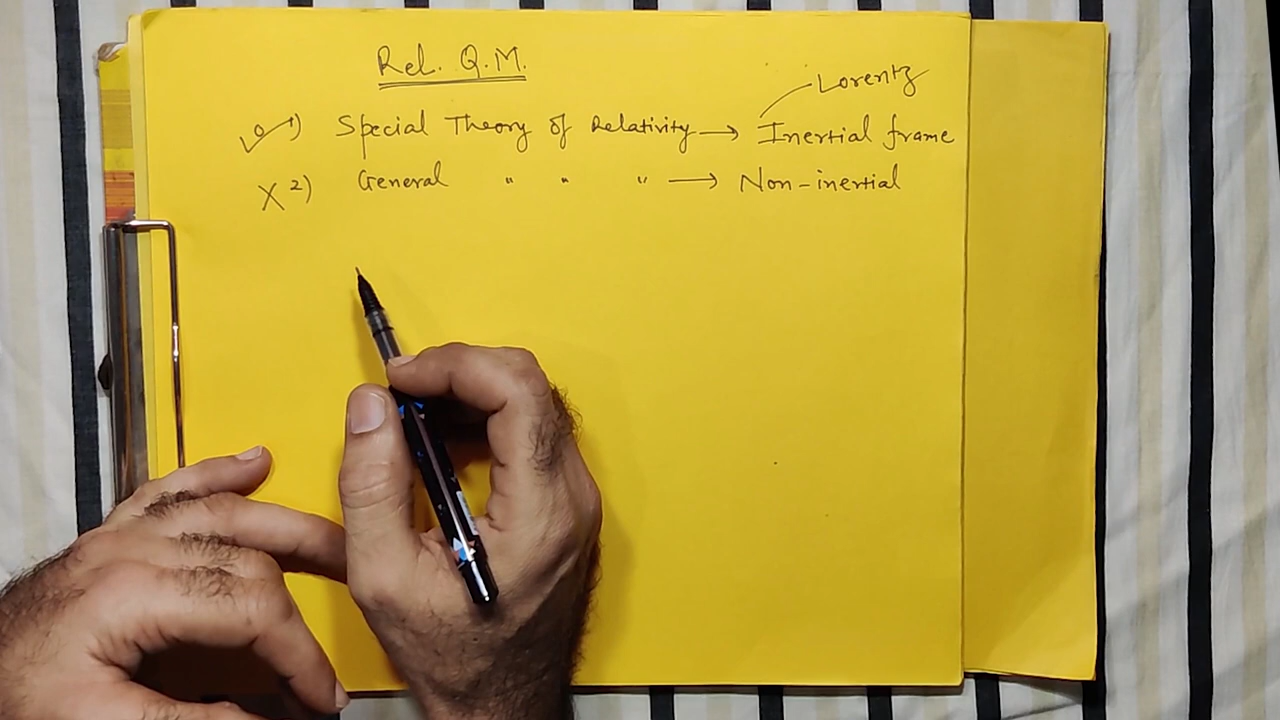 Rel. Q.M.
Lorentz
✓ 1) Special Theory of Relativity → Inertial frame
X 2) General " " " → Non-inertial